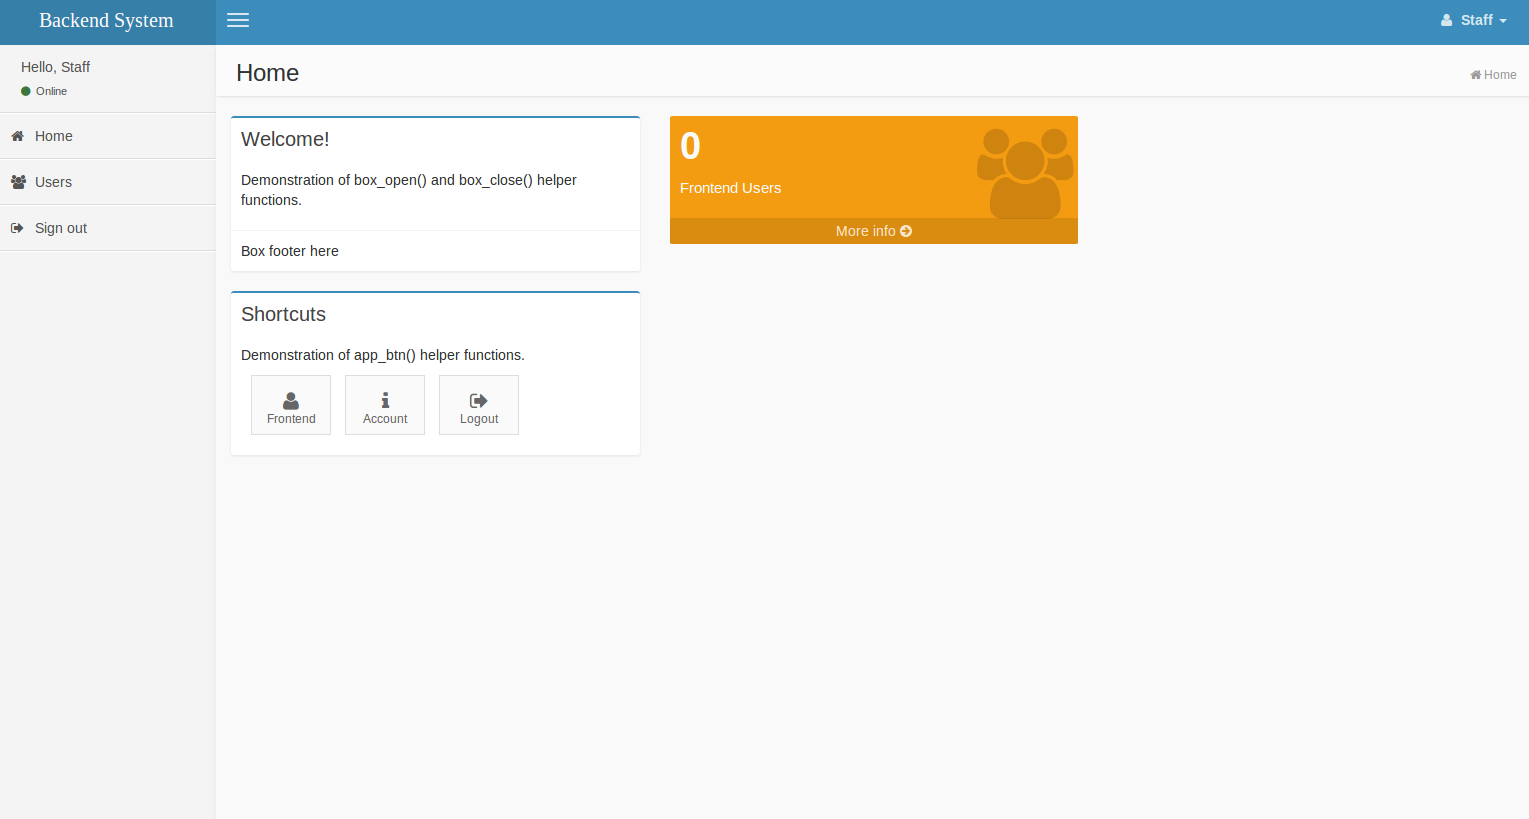 Backend System
Staff
Hello, Staff
Online
Home
Users
Sign out
Home
Home
Welcome!
Demonstration of box_open() and box_close() helper
functions.
Box footer here
0
Frontend Users
More info
Shortcuts
Demonstration of app_btn() helper functions.
Frontend
Account
Logout